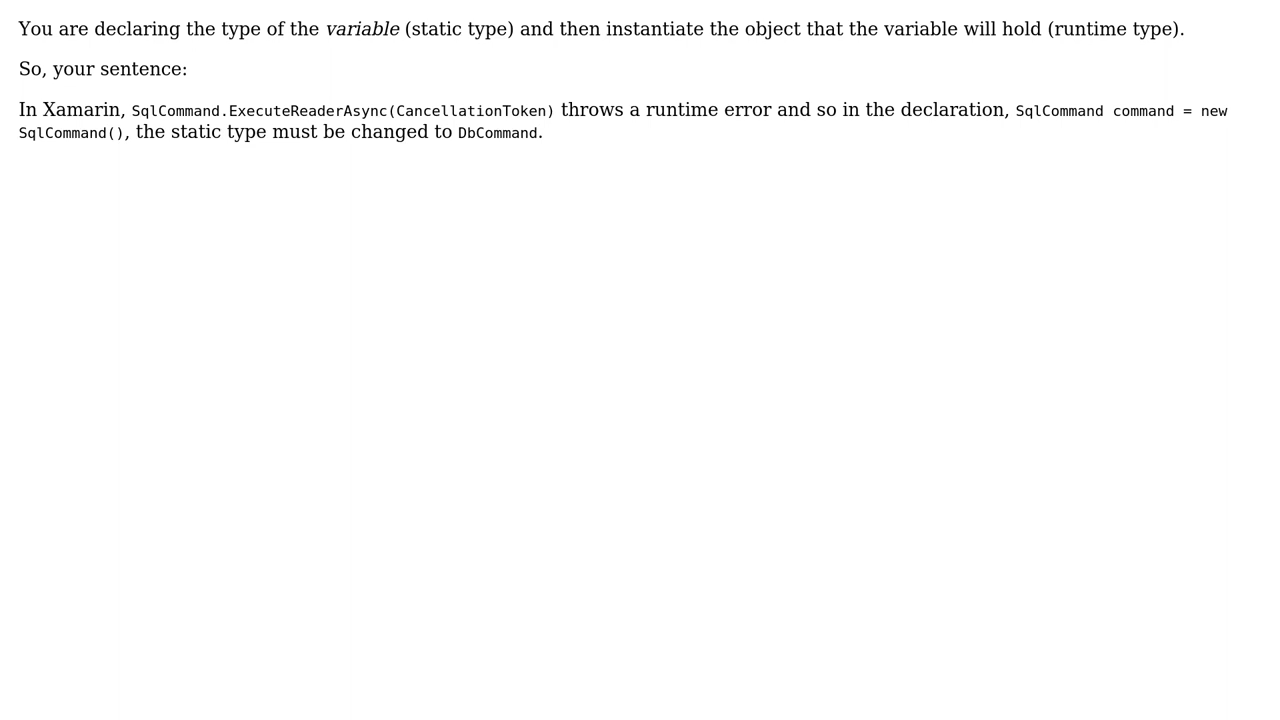 You are declaring the type of the variable (static type) and then instantiate the object that the variable will hold (runtime type).
So, your sentence:
In Xamarin, SqlCommand.ExecuteReaderAsync(CancellationToken) throws a runtime error and so in the declaration, SqlCommand command = new
SqlCommand(), the static type must be changed to DbCommand.